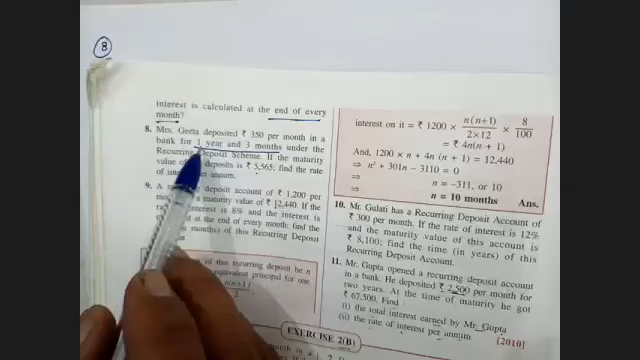 8
interest is calculated at the end of every
month?
8. Mrs. Geeta deposited ₹ 350 per month in a
bank for 1 year and 3 months under the
Recurring Deposit Scheme. If the maturity
value of deposits is ₹ 5,565; find the rate
of interest per annum.
9. A deposit account of ₹ 1,200 per
maturity value of ₹ 12,440. If the
is 8% and the interest is
at the end of every month; find the
months) of this Recurring Deposit
of this recurring deposit be n
equivalent principal for one
n(n+1)
2
interest on it = ₹ 1200 × n(n+1)/2×12 × 8/100
= ₹ 4n(n+1)
And, 1200 × n + 4n (n + 1) = 12,440
⇒ n² + 301n – 3110 = 0
⇒ n = –311, or 10
⇒ n = 10 months Ans.
10. Mr. Gulati has a Recurring Deposit Account of
₹ 300 per month. If the rate of interest is 12%
and the maturity value of this account is
₹ 8,100; find the time (in years) of this
Recurring Deposit Account.
11. Mr. Gupta opened a recurring deposit account
in a bank. He deposited ₹ 2,500 per month for
two years. At the time of maturity he got
₹ 67,500. Find
(i) the total interest earned by Mr. Gupta
(ii) the rate of interest per annum.
[2010]
EXERCISE 2(B)